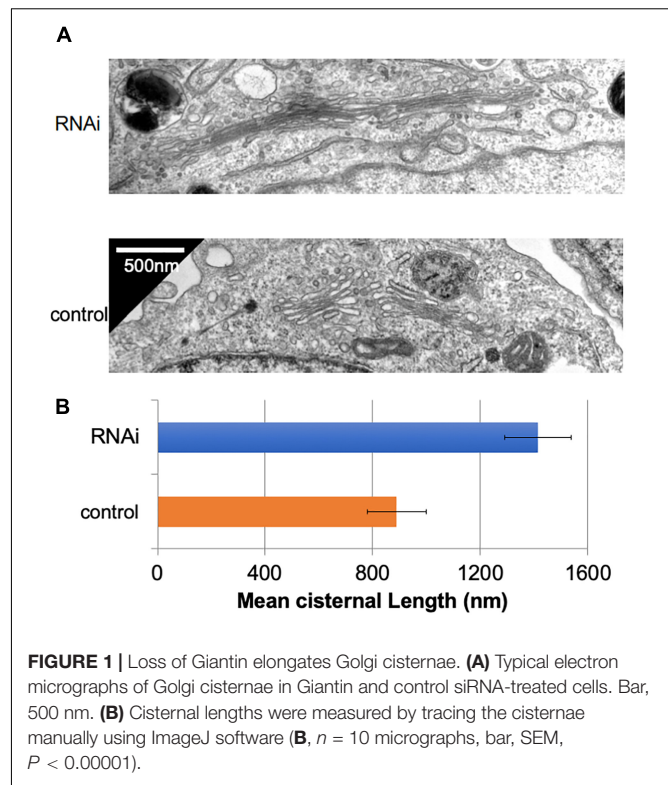 A
RNAi
500nm
control
B
RNAi
control
0 400 800 1200 1600
Mean cisternal Length (nm)
FIGURE 1 | Loss of Giantin elongates Golgi cisternae. (A) Typical electron
micrographs of Golgi cisternae in Giantin and control siRNA-treated cells. Bar,
500 nm. (B) Cisternal lengths were measured by tracing the cisternae
manually using ImageJ software (B, n = 10 micrographs, bar, SEM,
P < 0.00001).